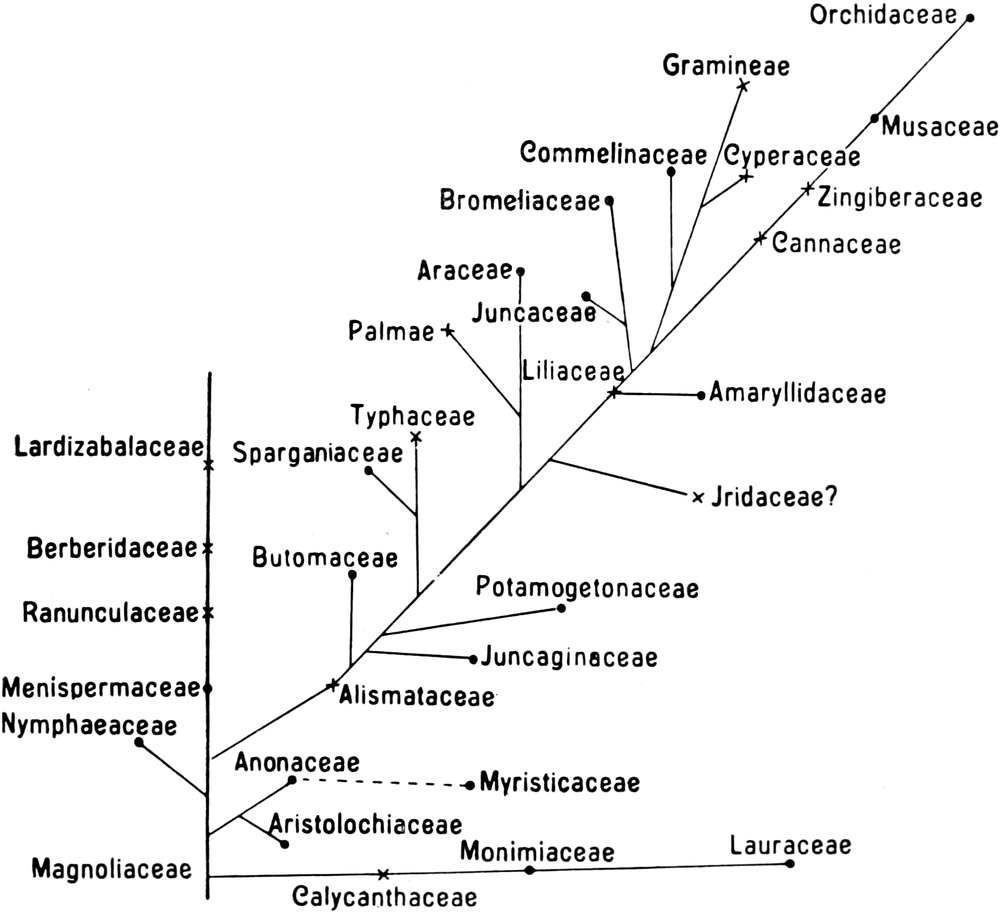 Orchidaceae
Gramineae
Musaceae
Commelinaceae
Cyperaceae
Zingiberaceae
Bromeliaceae
Cannaceae
Araceae
Juncaceae
Palmae
Liliaceae
Amaryllidaceae
Typhaceae
Lardizabalaceae
Sparganiaceae
Jridaceae?
Berberidaceae
Butomaceae
Potamogetonaceae
Ranunculaceae
Juncaginaceae
Menispermaceae
Alismataceae
Nymphaeaceae
Anonaceae
Myristicaceae
Aristolochiaceae
Monimiaceae
Lauraceae
Magnoliaceae
Calycanthaceae